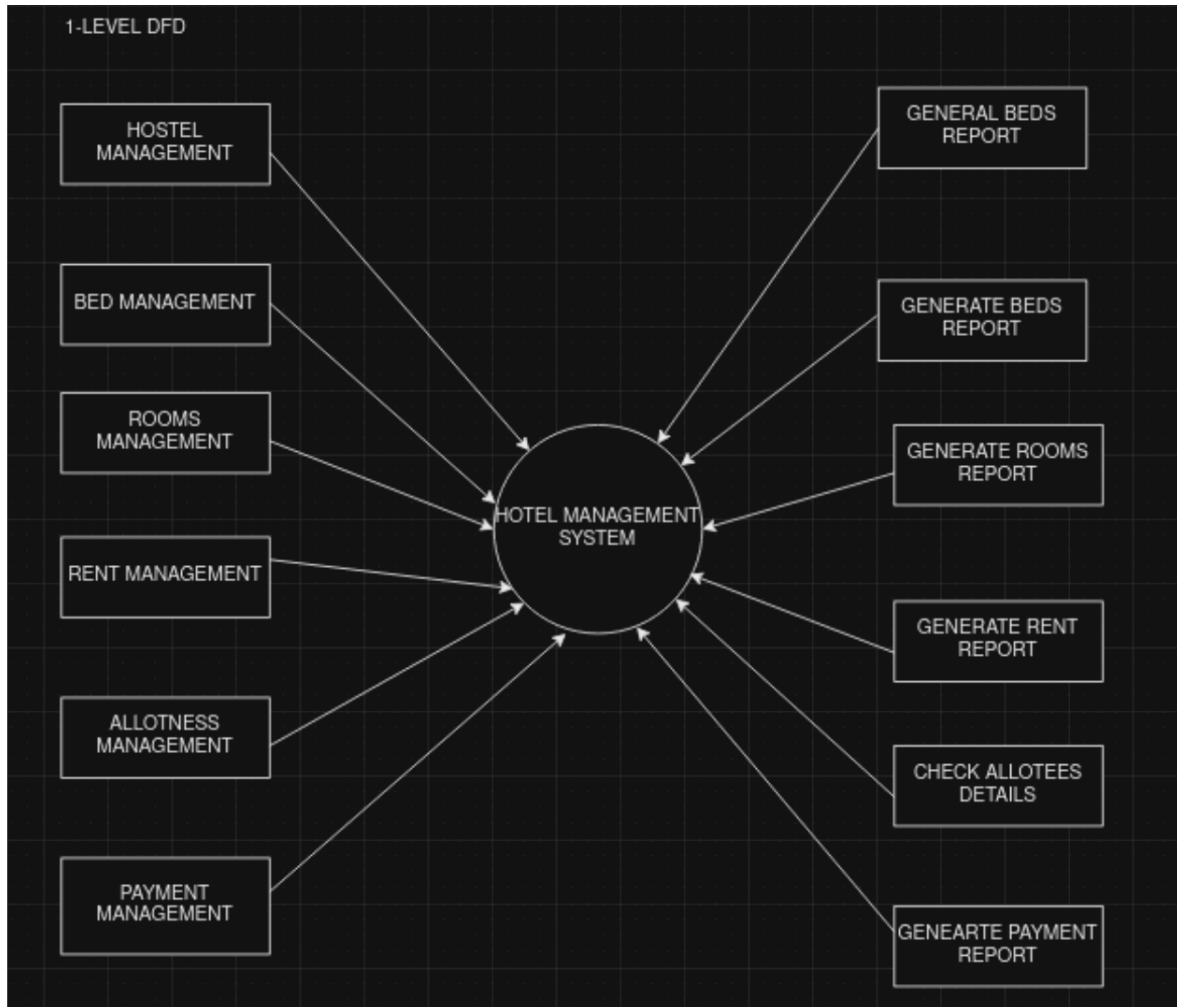 1-LEVEL DFD
HOSTEL
MANAGEMENT
BED MANAGEMENT
ROOMS
MANAGEMENT
RENT MANAGEMENT
ALLOTNESS
MANAGEMENT
PAYMENT
MANAGEMENT
HOTEL MANAGEMENT
SYSTEM
GENERAL BEDS
REPORT
GENERATE BEDS
REPORT
GENERATE ROOMS
REPORT
GENERATE RENT
REPORT
CHECK ALLOTEES
DETAILS
GENEARTE PAYMENT
REPORT